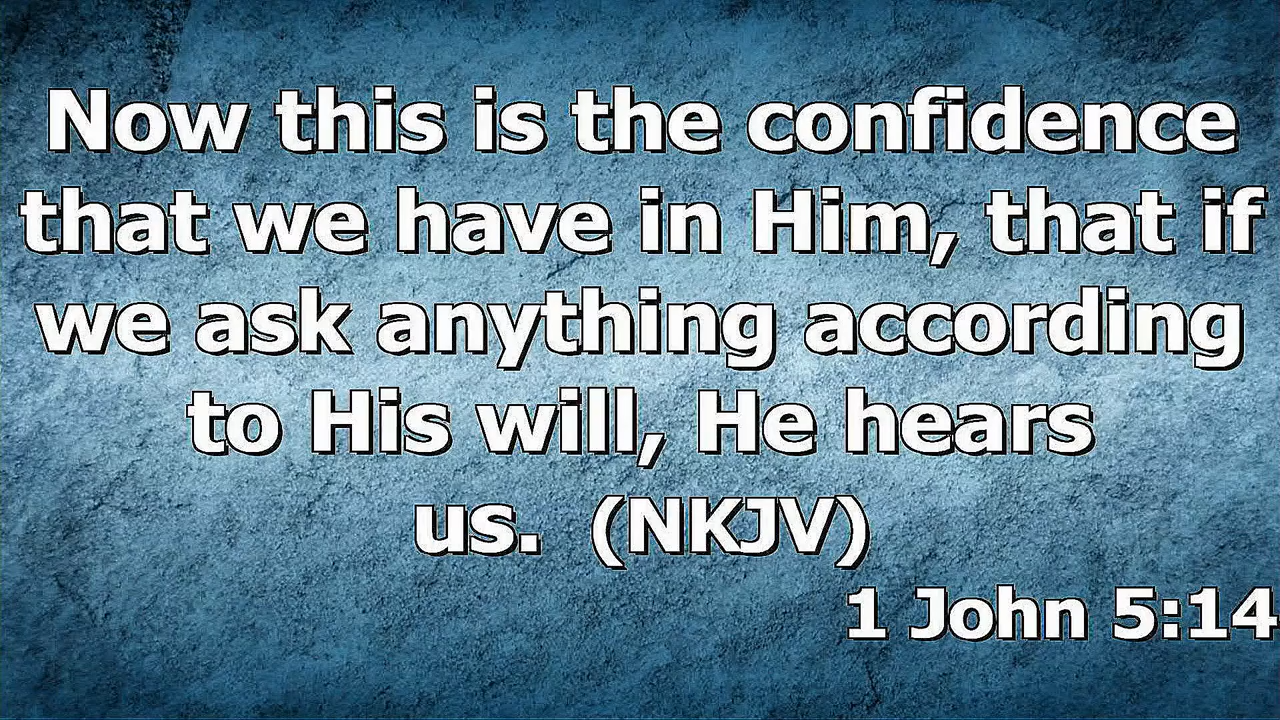 Now this is the confidence
that we have in Him, that if
we ask anything according
to His will, He hears
us.  (NKJV)
1 John 5:14